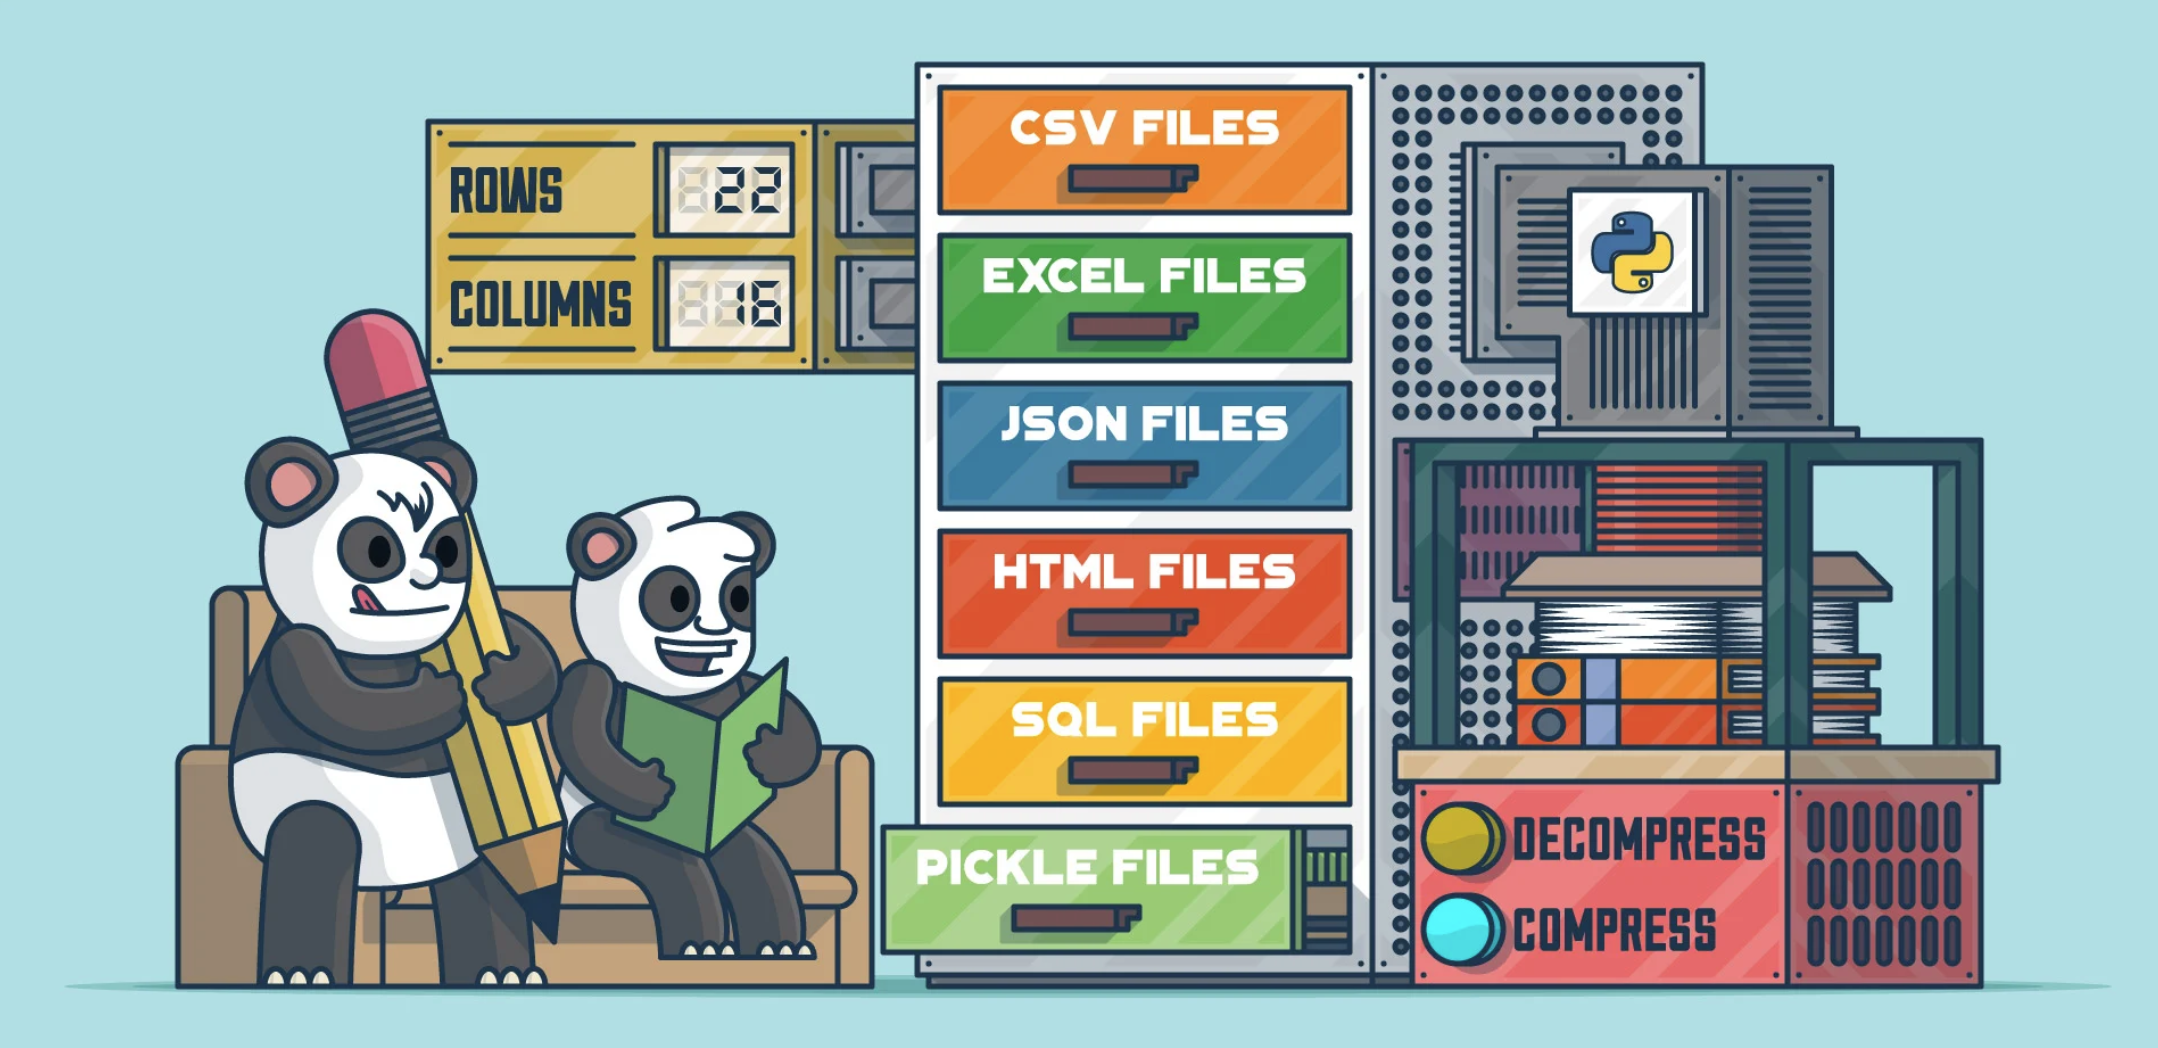 ROWS 22
COLUMNS 16
CSV FILES
EXCEL FILES
JSON FILES
HTML FILES
SQL FILES
PICKLE FILES
DECOMPRESS
COMPRESS